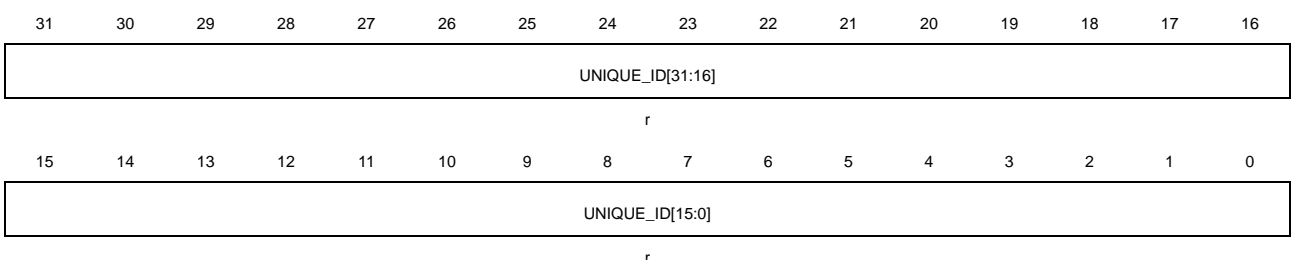 31 30 29 28 27 26 25 24 23 22 21 20 19 18 17 16
UNIQUE_ID[31:16]
r
15 14 13 12 11 10 9 8 7 6 5 4 3 2 1 0
UNIQUE_ID[15:0]
r